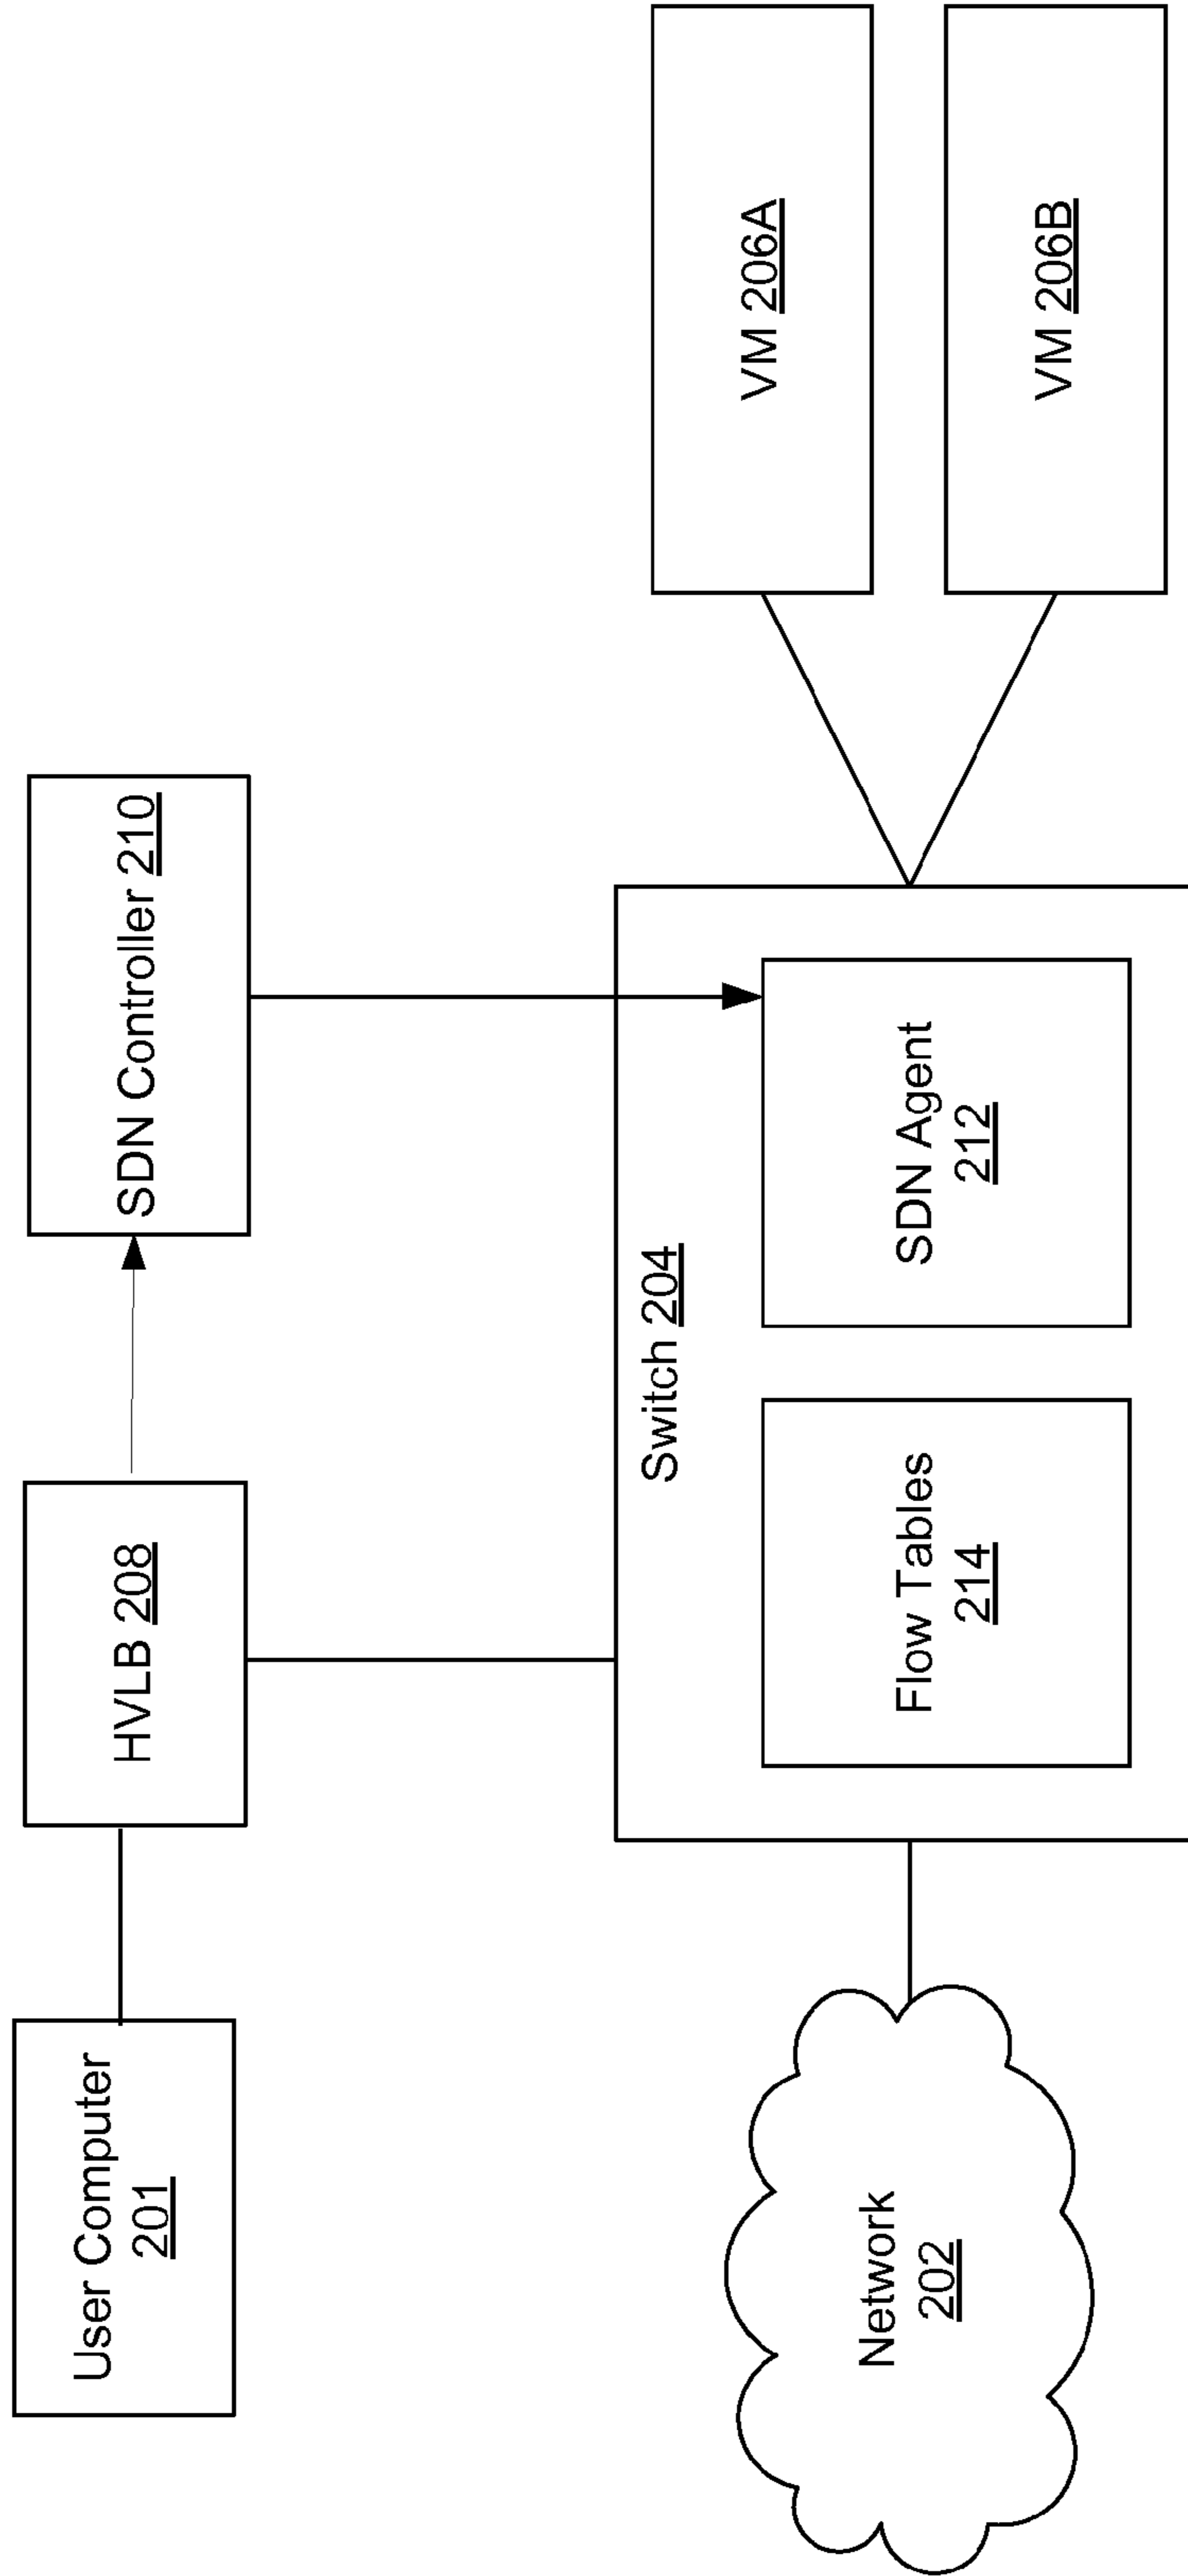 User Computer
201
HVLB 208
SDN Controller 210
Network
202
Switch 204
Flow Tables
214
SDN Agent
212
VM 206A
VM 206B